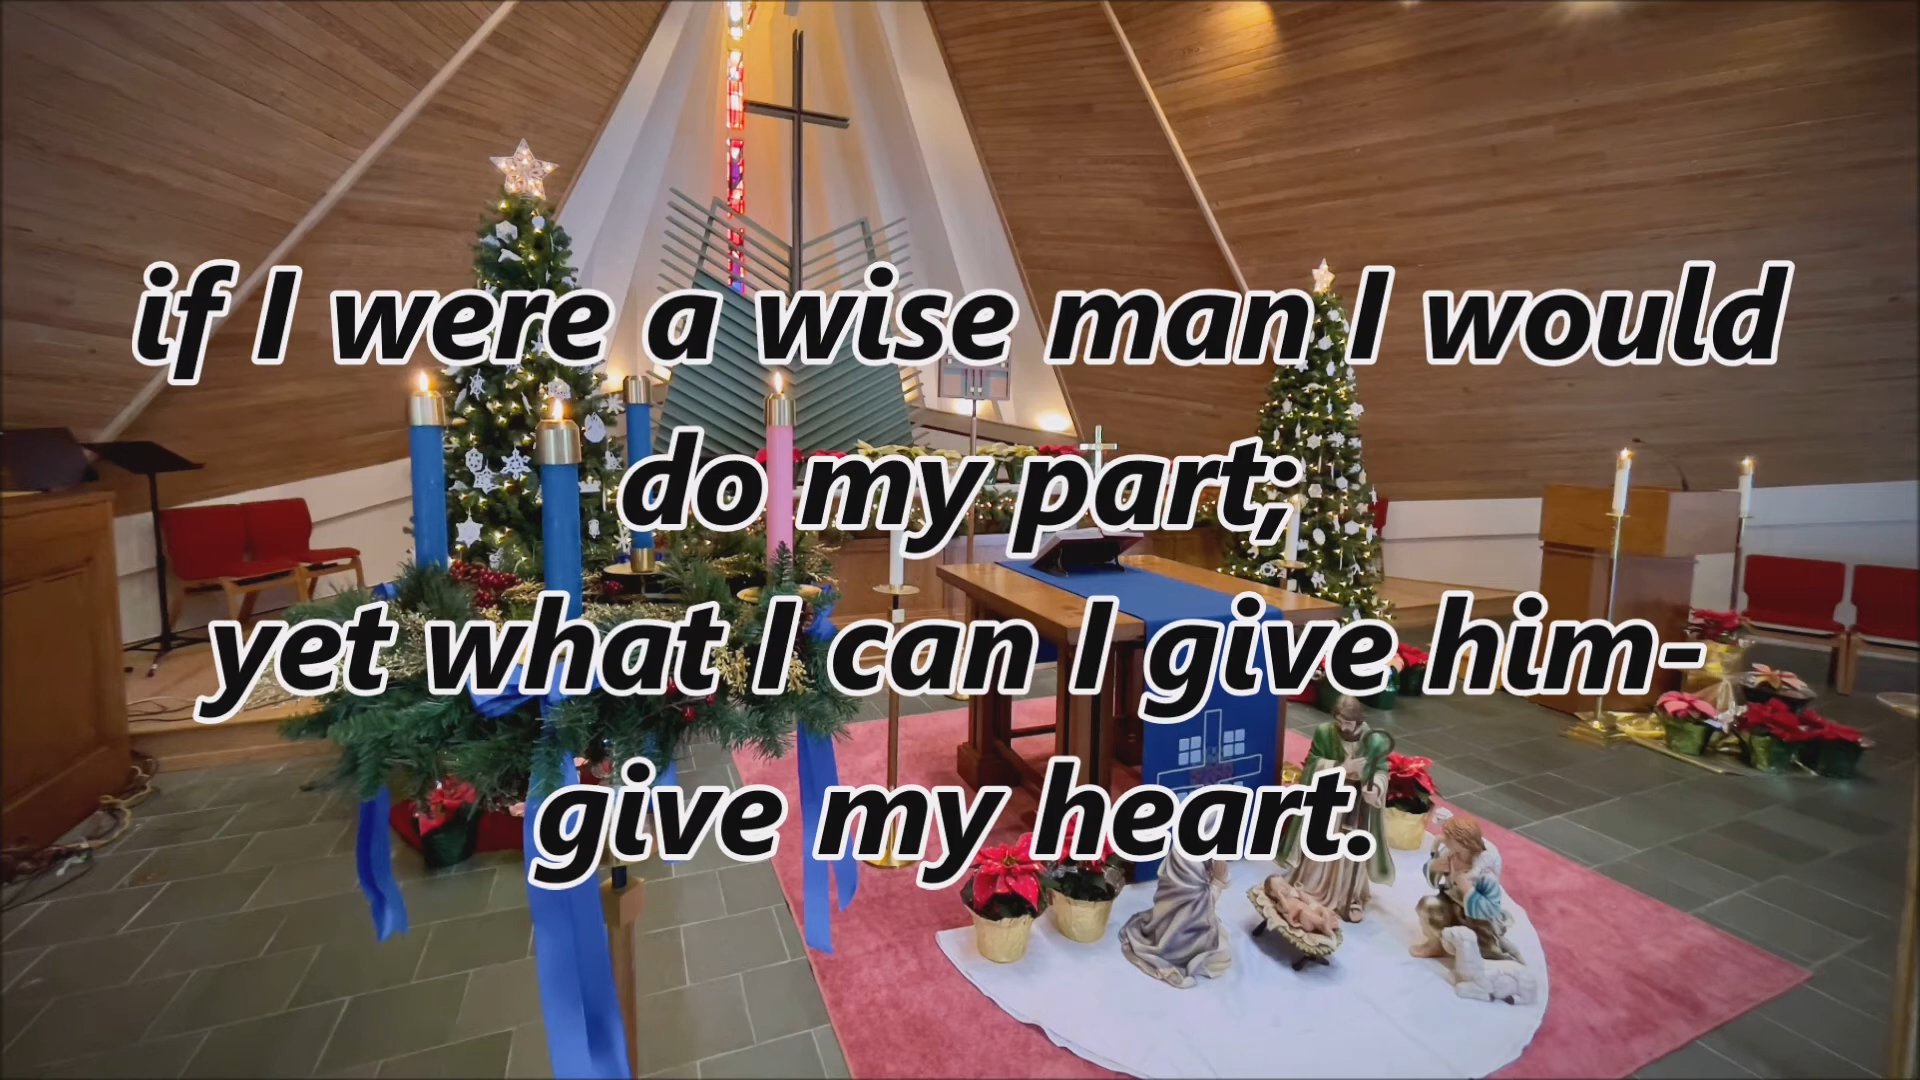 if I were a wise man I would
do my part;
yet what I can I give him-
give my heart.